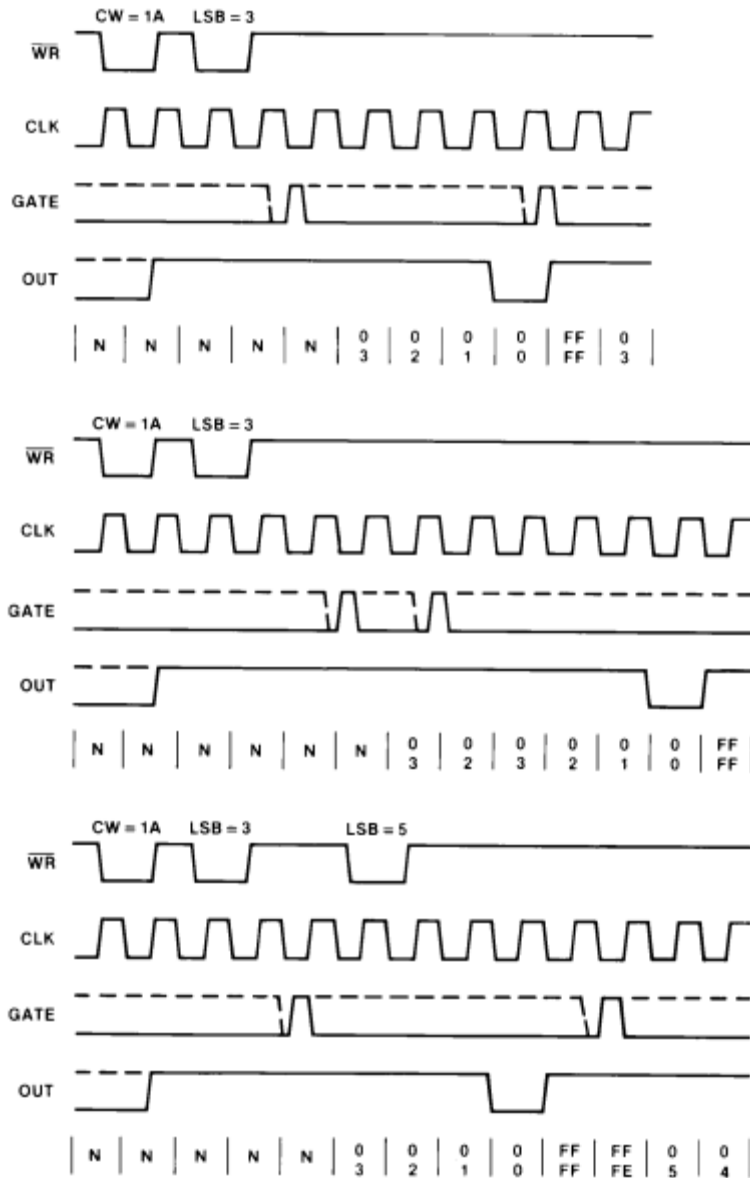 CW = 1A LSB = 3
WR
CLK
GATE
OUT
N N N N N 0 0 0 0 FF 0
3 2 1 0 FF 3
CW = 1A LSB = 3
WR
CLK
GATE
OUT
N N N N N N 0 0 0 0 0 0 FF
3 2 3 2 1 0 FF
CW = 1A LSB = 3 LSB = 5
WR
CLK
GATE
OUT
N N N N N 0 0 0 0 FF FF 0 0
3 2 1 0 FF FE 5 4